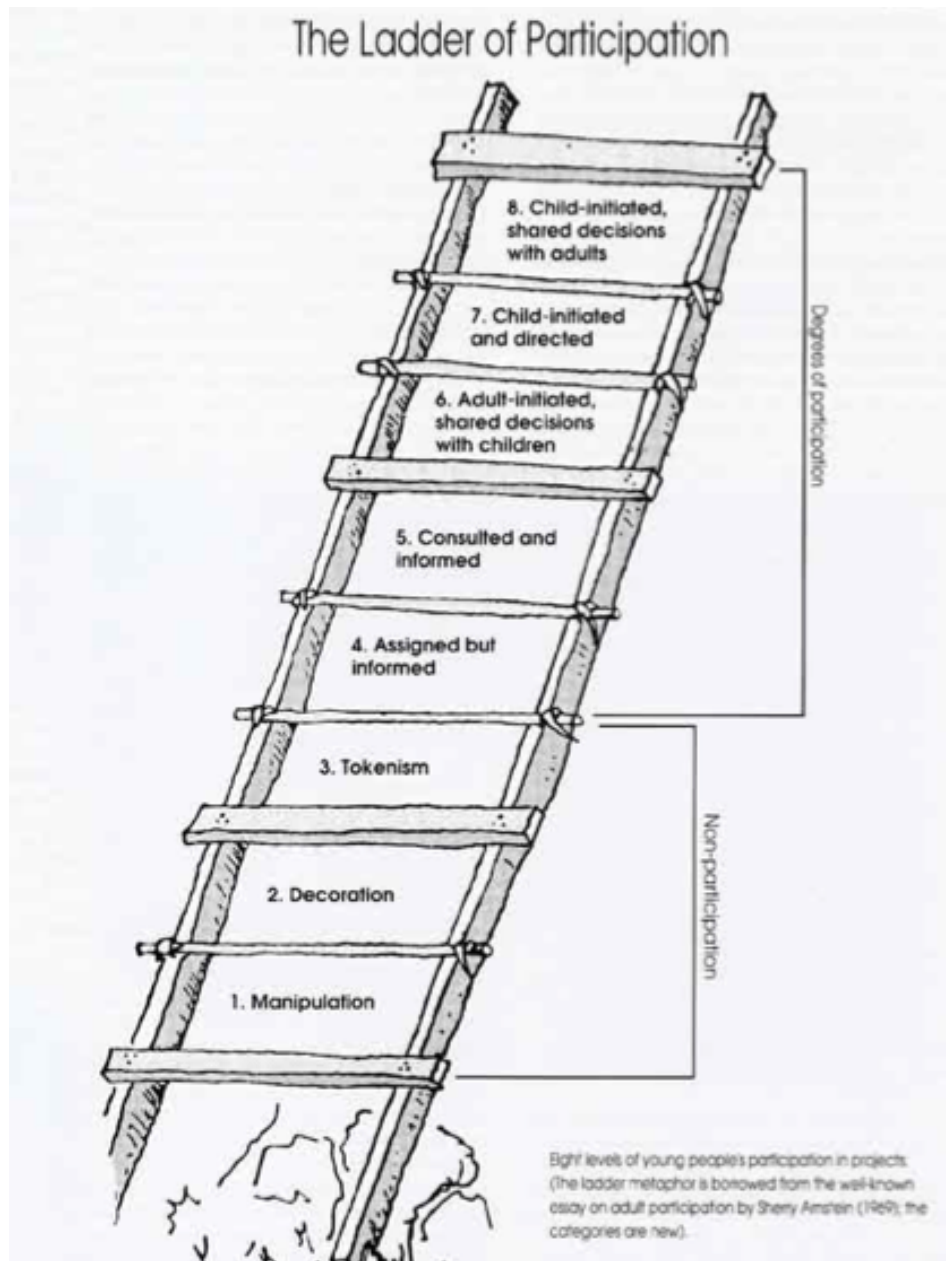 The Ladder of Participation
8. Child-initiated,
shared decisions
with adults
7. Child-initiated
and directed
6. Adult-initiated,
shared decisions
with children
5. Consulted and
informed
4. Assigned but
informed
3. Tokenism
2. Decoration
1. Manipulation
Degrees of participation
Non-participation
Eight levels of young people's participation in projects.
(The ladder metaphor is borrowed from the well-known
essay on adult participation by Sherry Arnstein (1969); the
categories are new).